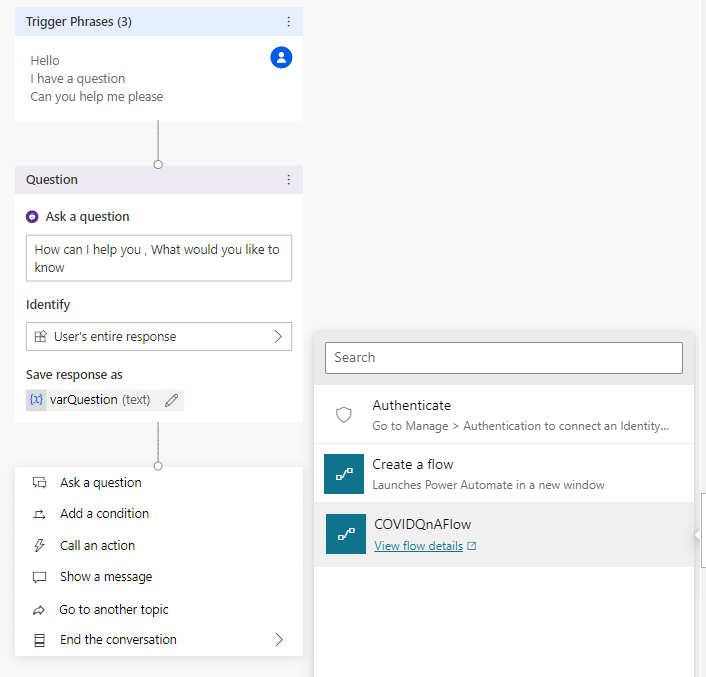 Trigger Phrases (3)
Hello
I have a question
Can you help me please
Question
Ask a question
How can I help you , What would you like to
know
Identify
User's entire response
Save response as
{x} varQuestion (text)
Ask a question
Add a condition
Call an action
Show a message
Go to another topic
End the conversation
Search
Authenticate
Go to Manage > Authentication to connect an Identity...
Create a flow
Launches Power Automate in a new window
COVIDQnAFlow
View flow details